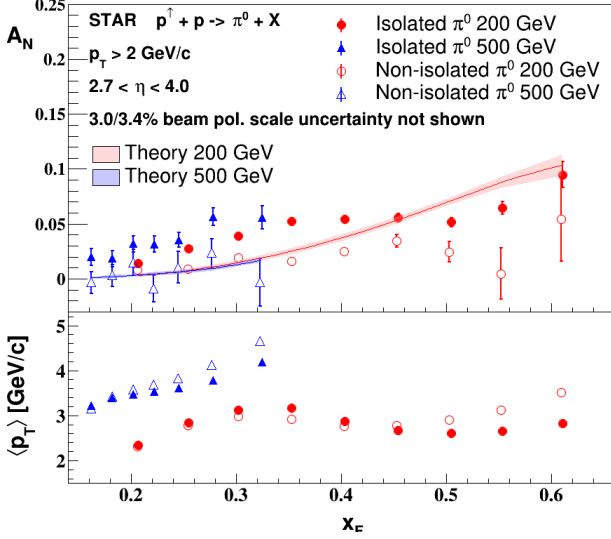 0.25
A_N
STAR p↑ + p -> π⁰ + X
Isolated π⁰ 200 GeV
p_T > 2 GeV/c
Isolated π⁰ 500 GeV
0.2
2.7 < η < 4.0
Non-isolated π⁰ 200 GeV
Non-isolated π⁰ 500 GeV
3.0/3.4% beam pol. scale uncertainty not shown
0.15
Theory 200 GeV
Theory 500 GeV
0.1
0.05
0
5
4
3
2
⟨p_T⟩ [GeV/c]
0.2 0.3 0.4 0.5 0.6
x_F